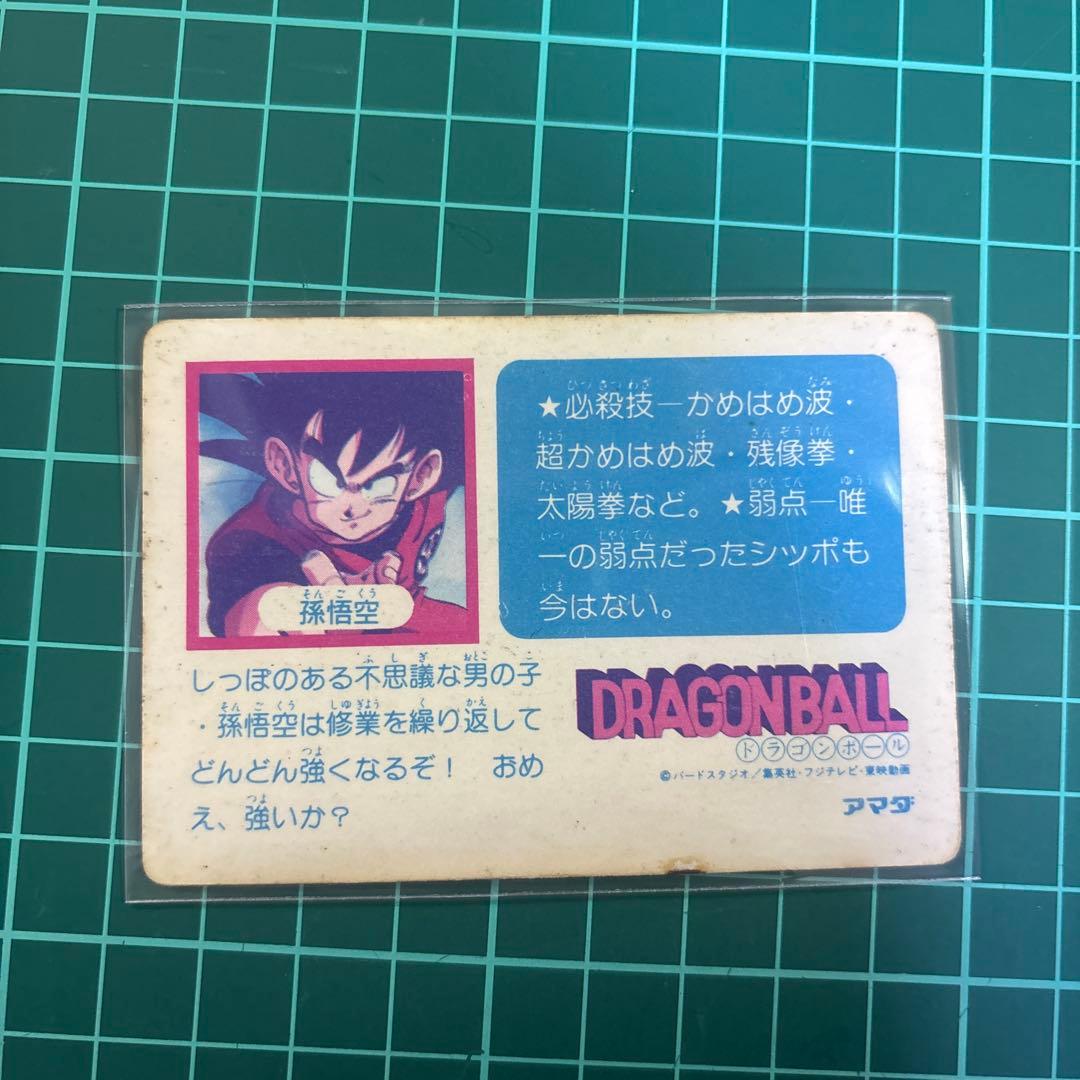 ★必殺技―かめはめ波・
超かめはめ波・残像拳・
太陽拳など。★弱点―唯
一の弱点だったシッポも
今はない。
孫悟空
しっぽのある不思議な男の子
・孫悟空は修業を繰り返して
どんどん強くなるぞ！ おめ
え、強いか？
DRAGON BALL
ドラゴンボール
©バードスタジオ／集英社・フジテレビ・東映動画
アマダ